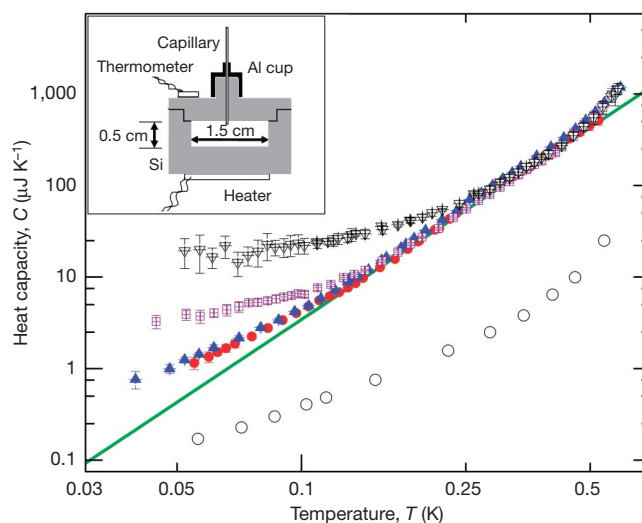 Capillary
Thermometer
Al cup
0.5 cm
1.5 cm
Si
Heater
Heat capacity, C (μJ K⁻¹)
1,000
100
10
1
0.1
0.03
0.05
0.1
0.25
0.5
Temperature, T (K)